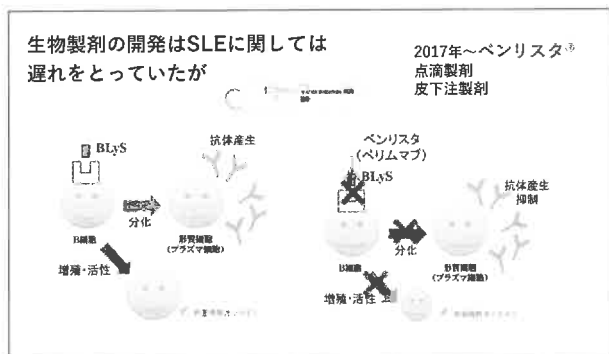 生物製剤の開発はSLEに関しては
遅れをとっていたが
2017年~ベンリスタ®
点滴製剤
皮下注製剤
BLyS
抗体産生
B細胞
分化
形質細胞
(プラズマ細胞)
増殖・活性
ベンリスタ
(ベリムマブ)
BLyS
抗体産生
抑制
B細胞
分化
形質細胞
(プラズマ細胞)
増殖・活性